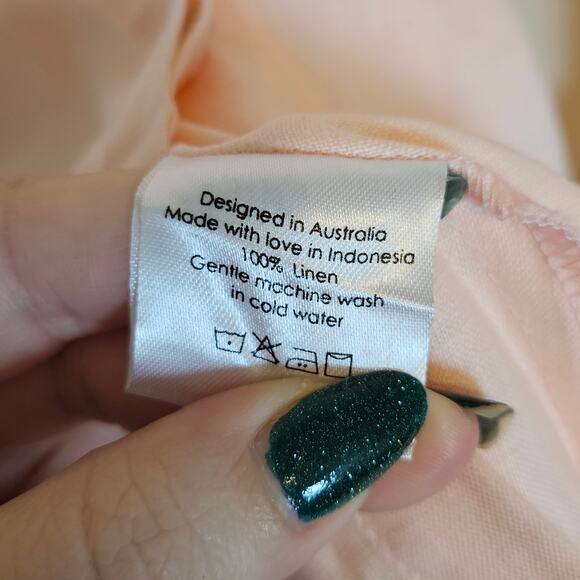 Designed in Australia
Made with love in Indonesia
100% Linen
Gentle machine wash
in cold water